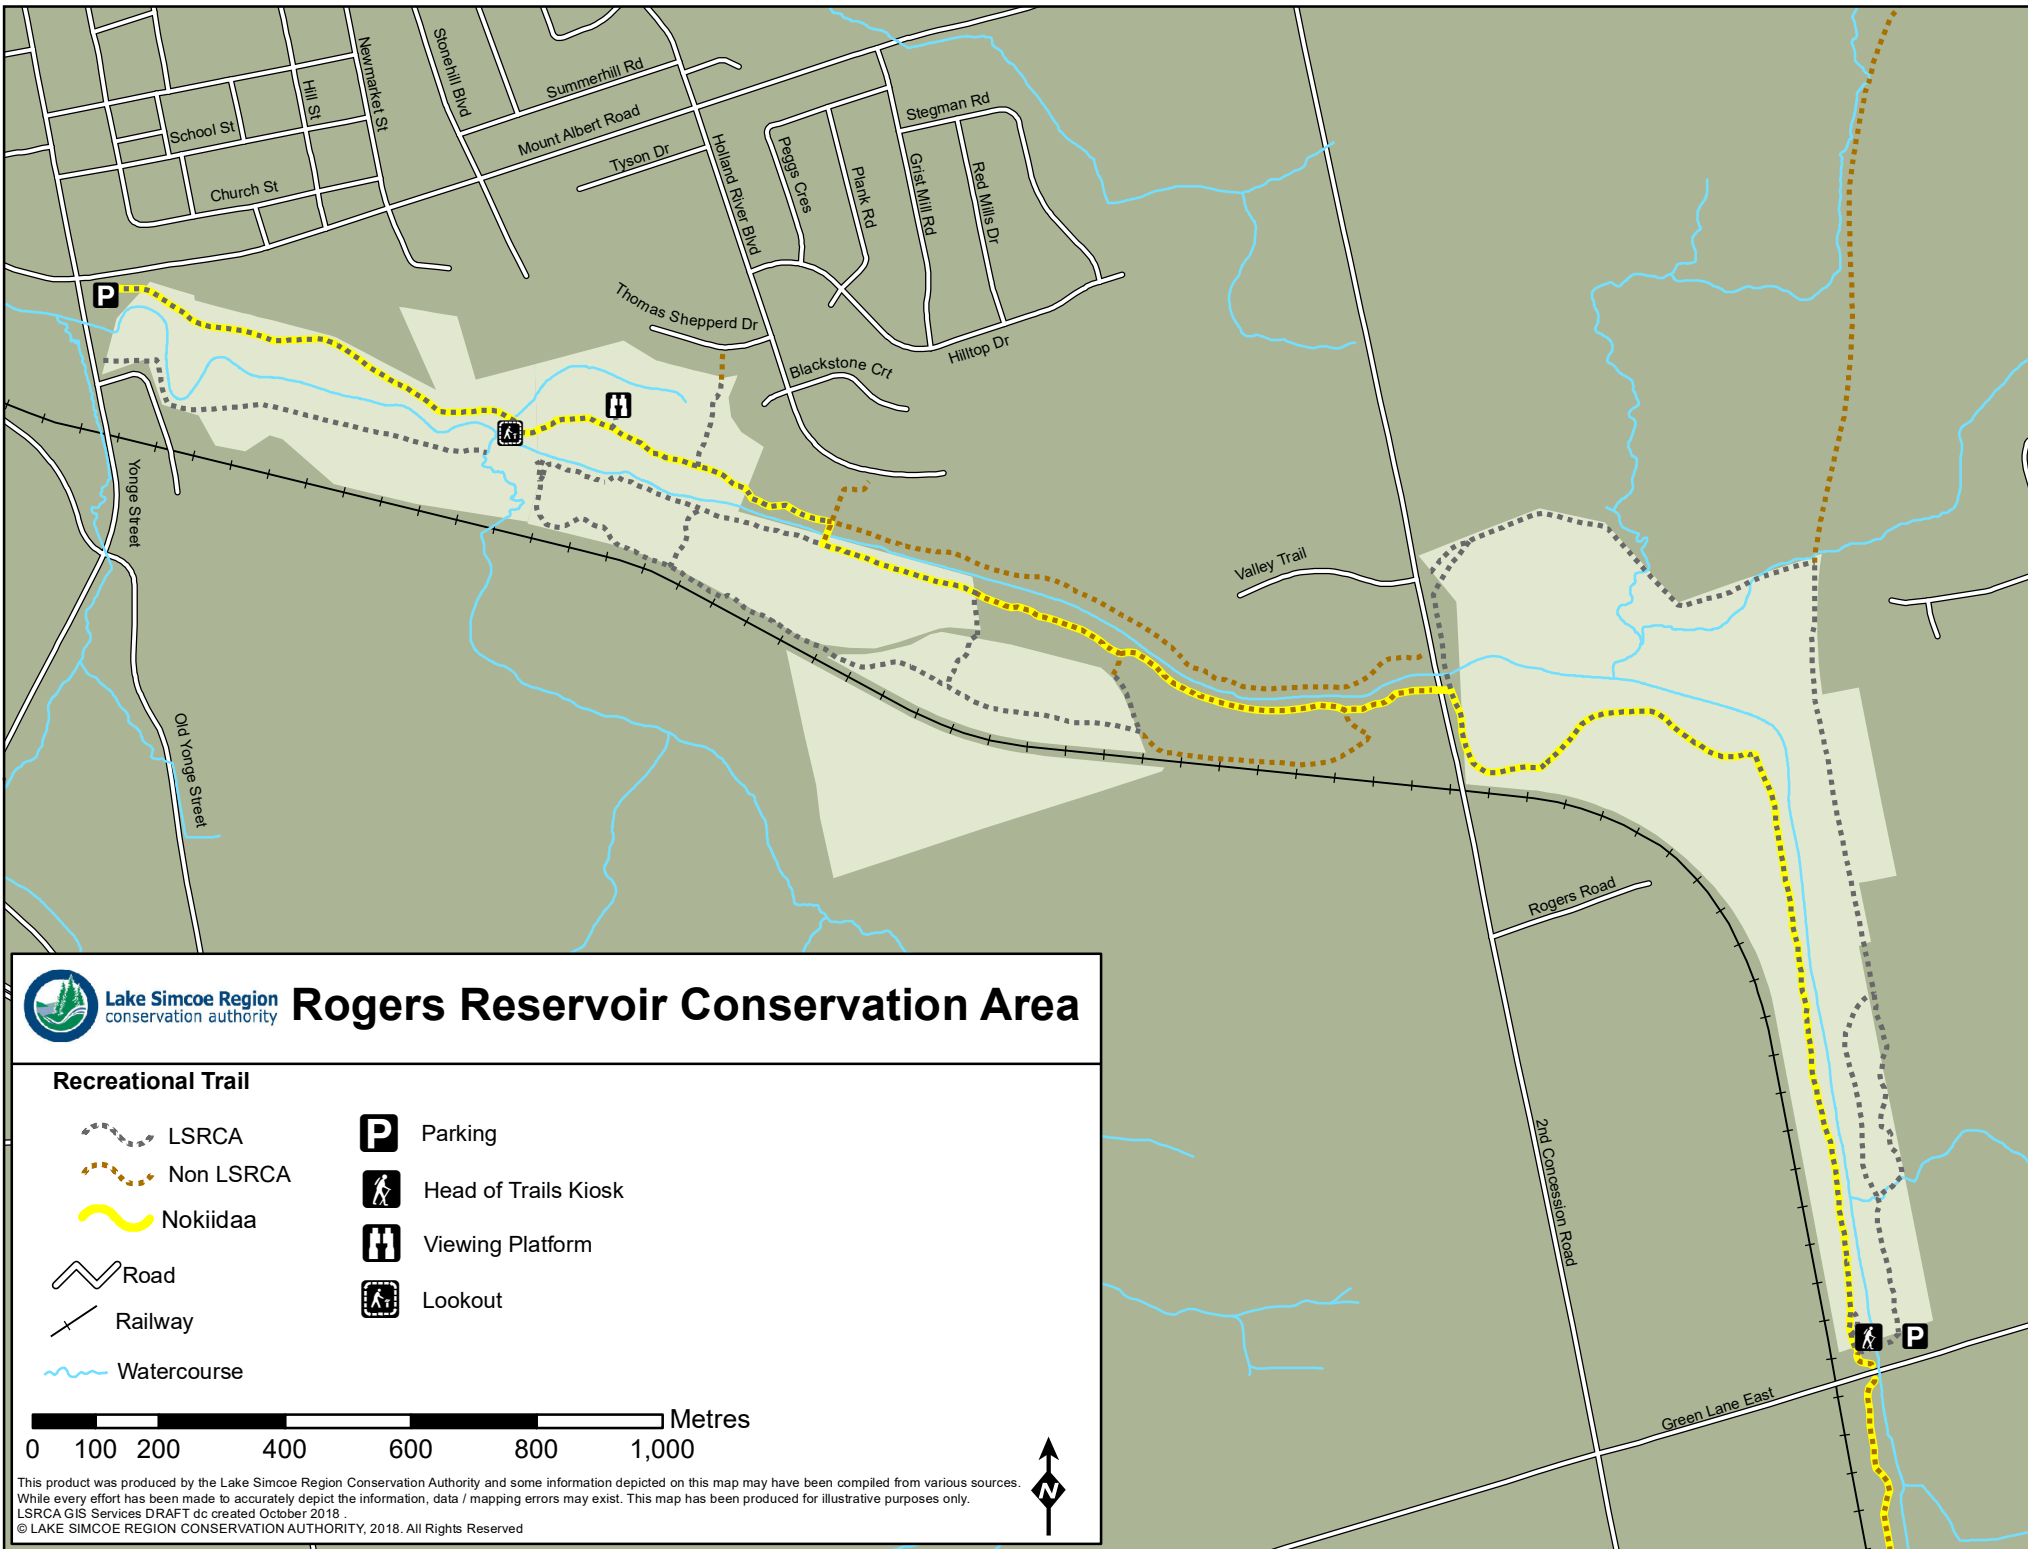 Newmarket St
Stonehill Blvd
Summerhill Rd
Hill St
School St
Mount Albert Road
Stegman Rd
Tyson Dr
Holland River Blvd
Peggs Cres
Plank Rd
Grist Mill Rd
Red Mills Dr
Church St
P
Thomas Shepperd Dr
Blackstone Crt
Hilltop Dr
Yonge Street
Valley Trail
Old Yonge Street
Rogers Road
2nd Concession Road
P
Green Lane East
Lake Simcoe Region
conservation authority
Rogers Reservoir Conservation Area
Recreational Trail
LSRCA
Non LSRCA
Nokiidaa
Road
Railway
Watercourse
P Parking
Head of Trails Kiosk
Viewing Platform
Lookout
Metres
0 100 200 400 600 800 1,000
N
This product was produced by the Lake Simcoe Region Conservation Authority and some information depicted on this map may have been compiled from various sources.
While every effort has been made to accurately depict the information, data / mapping errors may exist. This map has been produced for illustrative purposes only.
LSRCA GIS Services DRAFT dc created October 2018 .
© LAKE SIMCOE REGION CONSERVATION AUTHORITY, 2018. All Rights Reserved